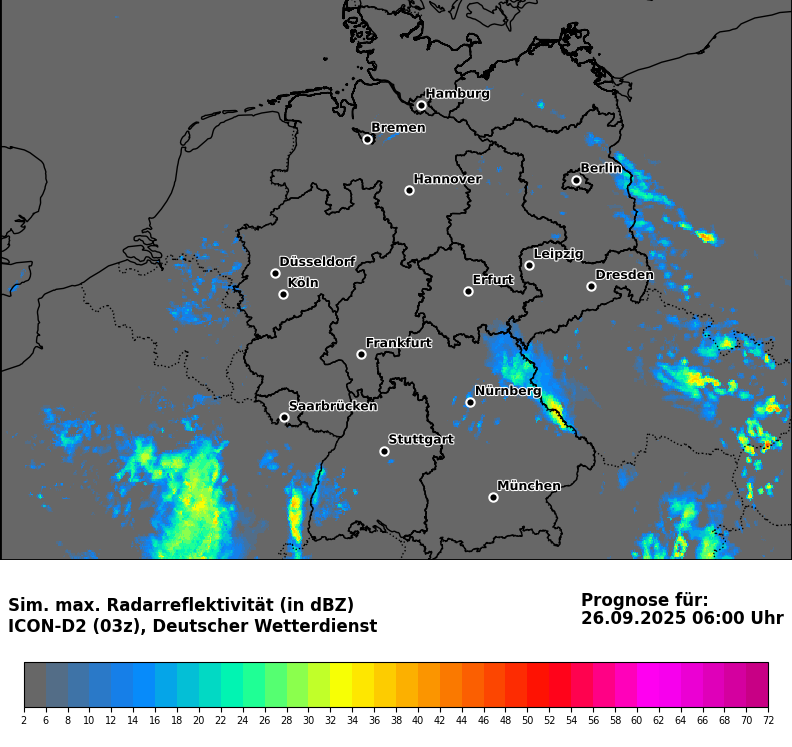 Hamburg
Bremen
Berlin
Hannover
Leipzig
Düsseldorf
Dresden
Köln
Erfurt
Frankfurt
Nürnberg
Saarbrücken
Stuttgart
München
Sim. max. Radarreflektivität (in dBZ)
ICON-D2 (03z), Deutscher Wetterdienst
Prognose für:
26.09.2025 06:00 Uhr
2 6 8 10 12 14 16 18 20 22 24 26 28 30 32 34 36 38 40 42 44 46 48 50 52 54 56 58 60 62 64 66 68 70 72